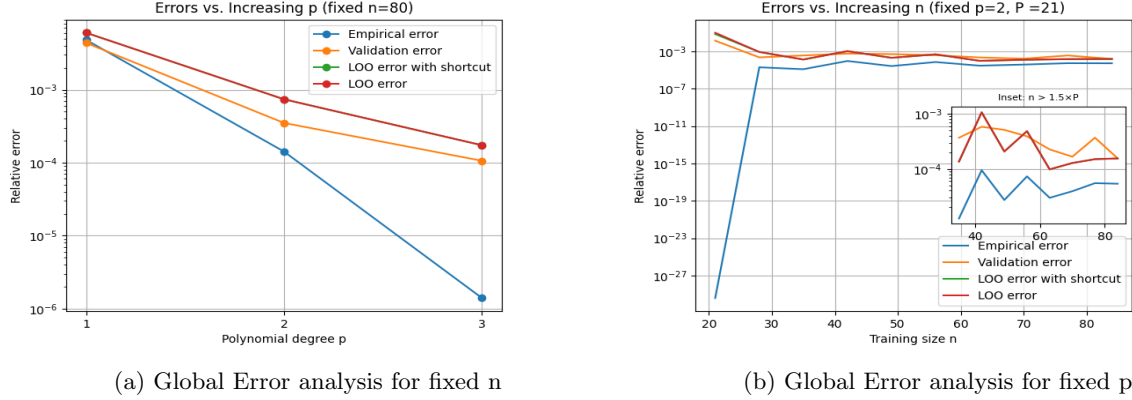 Errors vs. Increasing p (fixed n=80)
Empirical error
Validation error
LOO error with shortcut
LOO error
10⁻³
10⁻⁴
10⁻⁵
10⁻⁶
Relative error
1
2
3
Polynomial degree p
(a) Global Error analysis for fixed n
Errors vs. Increasing n (fixed p=2, P =21)
10⁻³
10⁻⁷
10⁻¹¹
10⁻¹⁵
10⁻¹⁹
10⁻²³
10⁻²⁷
Relative error
Inset: n > 1.5×P
10⁻³
10⁻⁴
40
60
80
Empirical error
Validation error
LOO error with shortcut
LOO error
20
30
40
50
60
70
80
Training size n
(b) Global Error analysis for fixed p